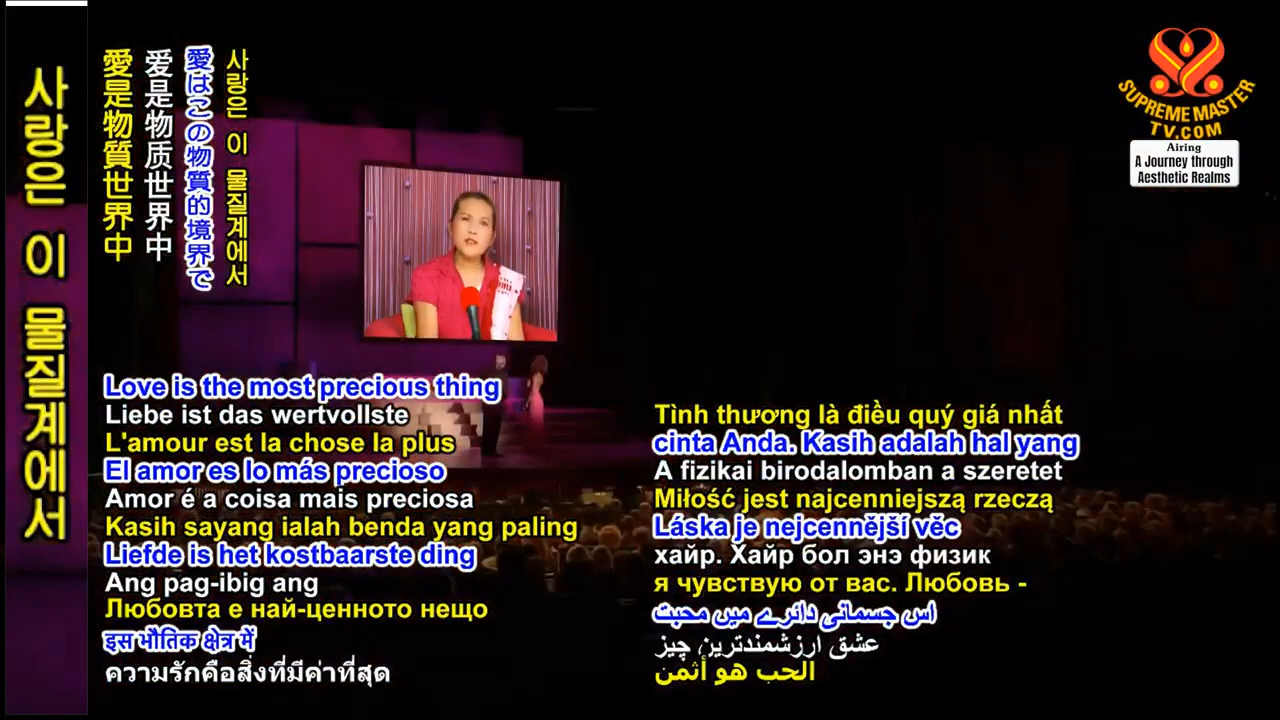 사랑은 이 물질계에서
愛是物質世界中
爱是物质世界中
愛はこの物質的境界で
사랑은 이 물질계에서
SUPREME MASTER
TV.COM
Airing
A Journey through
Aesthetic Realms
Love is the most precious thing
Liebe ist das wertvollste
L'amour est la chose la plus
El amor es lo más precioso
Amor é a coisa mais preciosa
Kasih sayang ialah benda yang paling
Liefde is het kostbaarste ding
Ang pag-ibig ang
Любовта е най-ценното нещо
इस भौतिक क्षेत्र में
ความรักคือสิ่งที่มีค่าที่สุด
Tình thương là điều quý giá nhất
cinta Anda. Kasih adalah hal yang
A fizikai birodalomban a szeretet
Miłość jest najcenniejszą rzeczą
Láska je nejcennější věc
хайр. Хайр бол энэ физик
я чувствую от вас. Любовь -
اس جسمانی دائرے میں محبت
عشق ارزشمندترین چیز
الحب هو أثمن